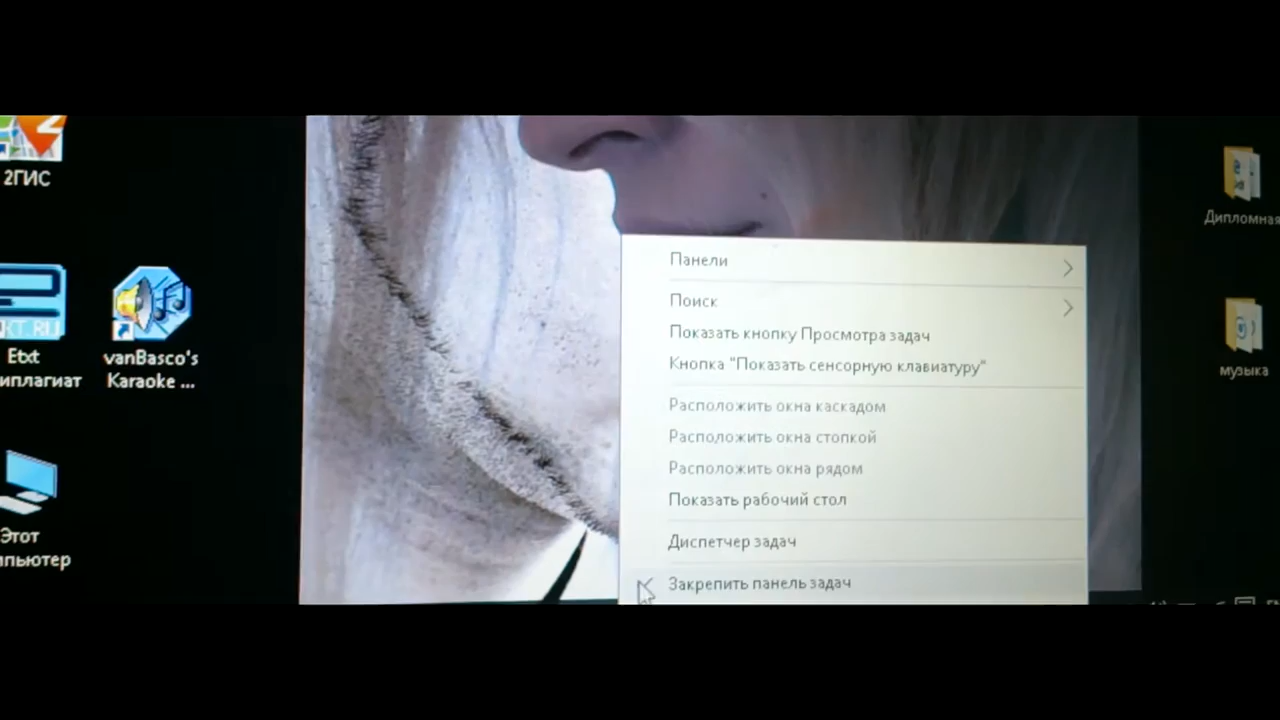 2ГИС
Etxt
иплагиат
vanBasco's
Karaoke ...
Этот
мпьютер
Панели
Поиск
Показать кнопку Просмотра задач
Кнопка "Показать сенсорную клавиатуру"
Расположить окна каскадом
Расположить окна стопкой
Расположить окна рядом
Показать рабочий стол
Диспетчер задач
Закрепить панель задач
Дипломная
музыка